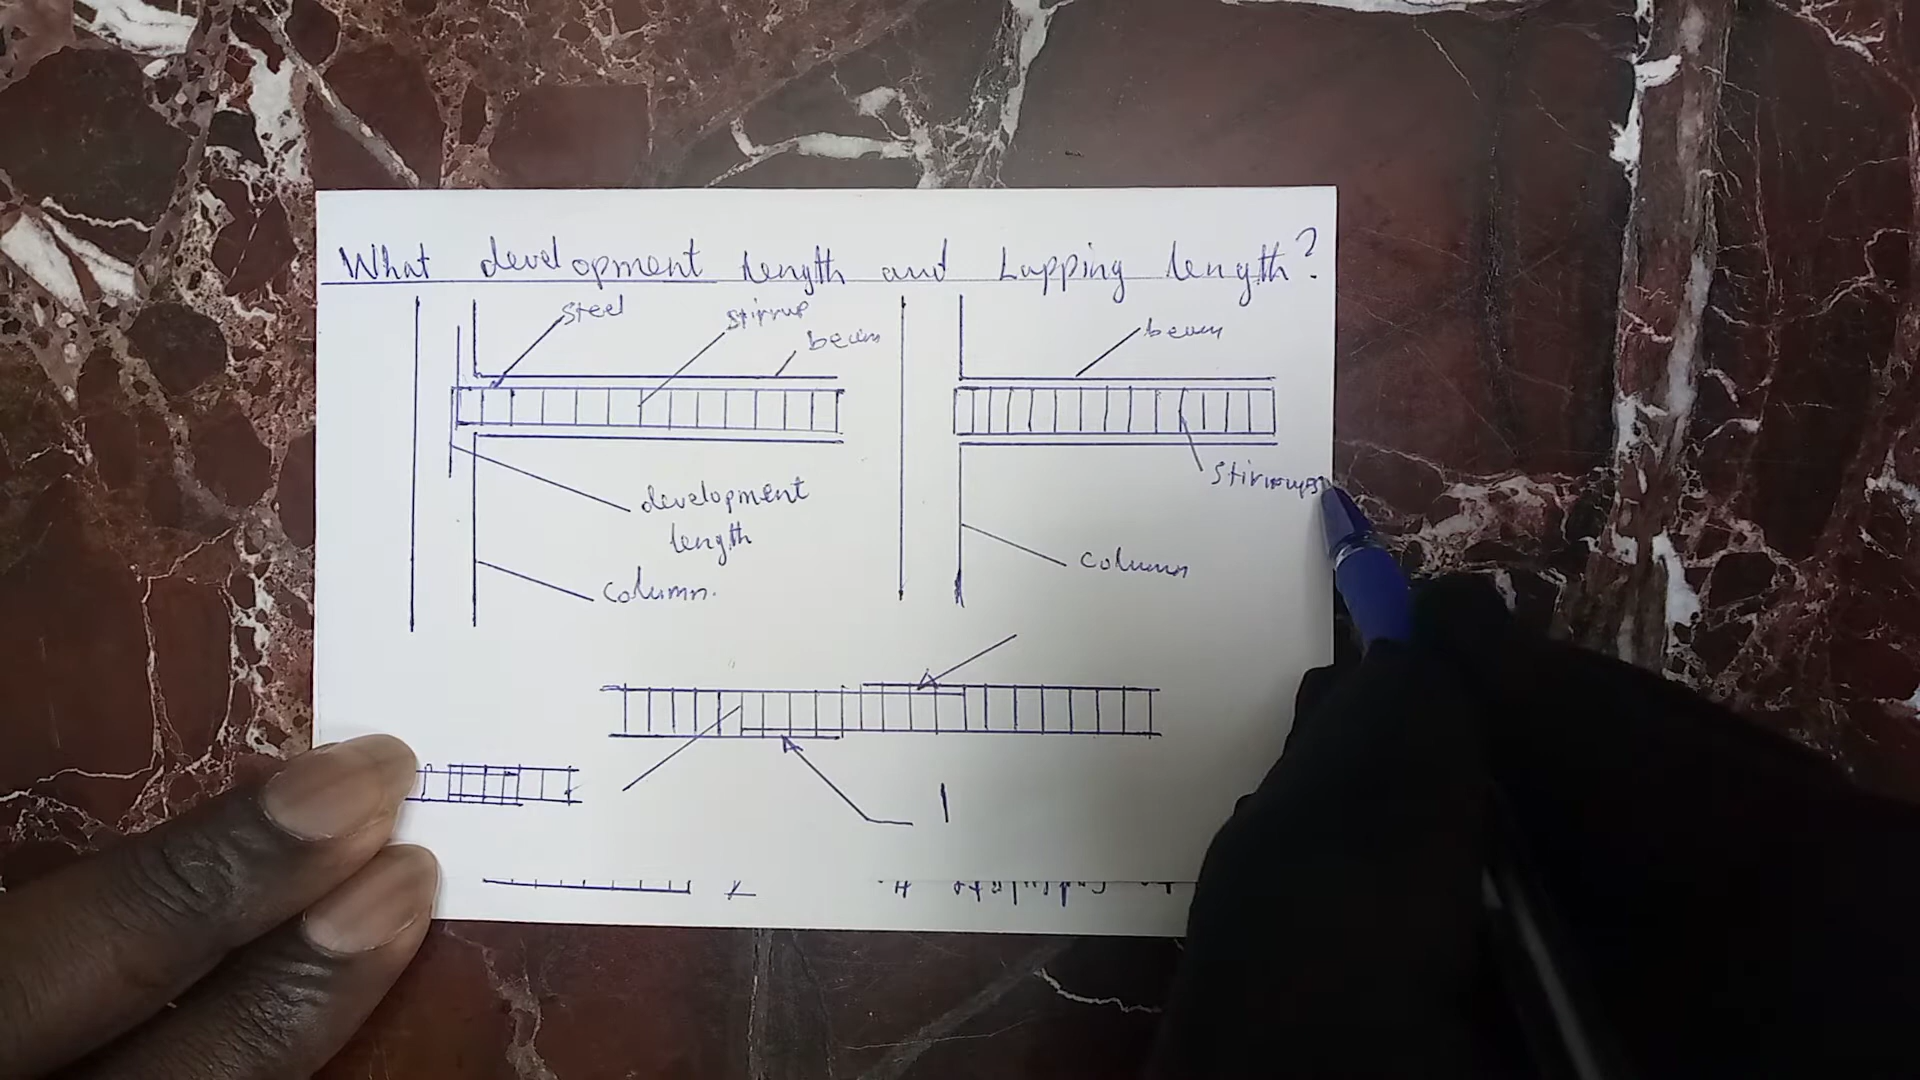 What development length and Lapping length?
steel
stirrup
beam
beam
stirrups
development
length
column.
column